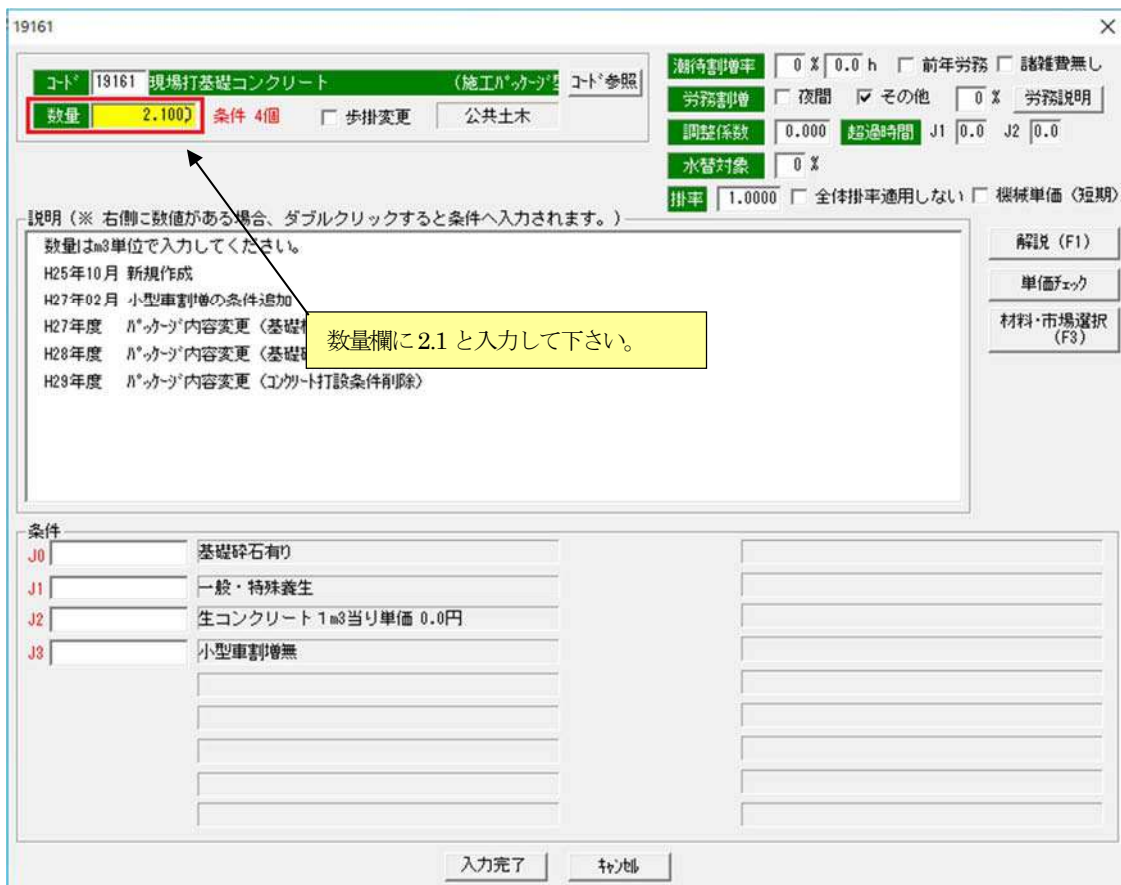 19161
コード 19161 現場打基礎コンクリート (施工パッケージ型 コード参照
数量 2.100 条件 4個 歩掛変更 公共土木
潮待割増率 0 % 0.0 h 前年労務 諸雑費無し
労務割増 夜間 その他 0 % 労務説明
調整係数 0.000 超過時間 J1 0.0 J2 0.0
水替対象 0 %
掛率 1.0000 全体掛率適用しない 機械単価(短期)
説明(※ 右側に数値がある場合、ダブルクリックすると条件へ入力されます。)
数量はm3単位で入力してください。
H25年10月 新規作成
H27年02月 小型車割増の条件追加
H27年度 パッケージ内容変更(基礎
H28年度 パッケージ内容変更(基礎
H29年度 パッケージ内容変更(コンクリート打設条件削除)
数量欄に2.1と入力して下さい。
解説(F1)
単価チェック
材料・市場選択
(F3)
条件
J0 基礎砕石有り
J1 一般・特殊養生
J2 生コンクリート1m3当り単価 0.0円
J3 小型車割増無
入力完了 キャンセル